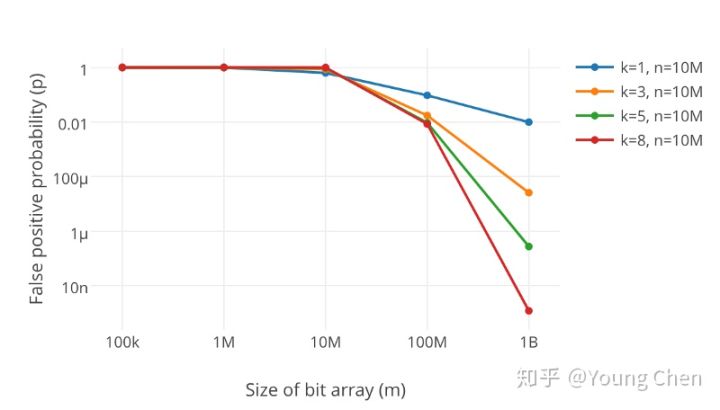 False positive probability (p)
1
0.01
100μ
1μ
10n
100k
1M
10M
100M
1B
Size of bit array (m)
k=1, n=10M
k=3, n=10M
k=5, n=10M
k=8, n=10M
知乎 @Young Chen